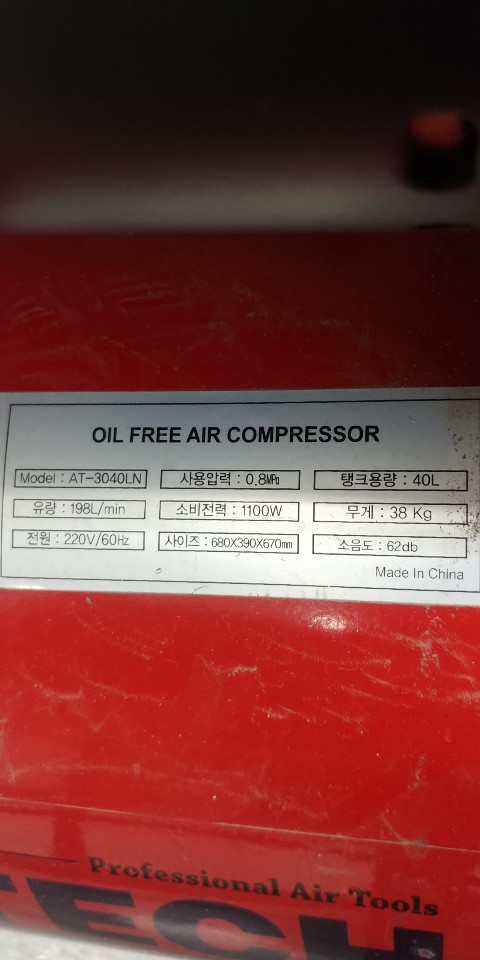 OIL FREE AIR COMPRESSOR
Model : AT-3040LN 사용압력 : 0.8㎫ 탱크용량 : 40L
유량 : 198L/min 소비전력 : 1100W 무게 : 38 Kg
전원 : 220V/60Hz 사이즈 : 680X390X670㎜ 소음도 : 62db
Made In China
Professional Air Tools
TECH